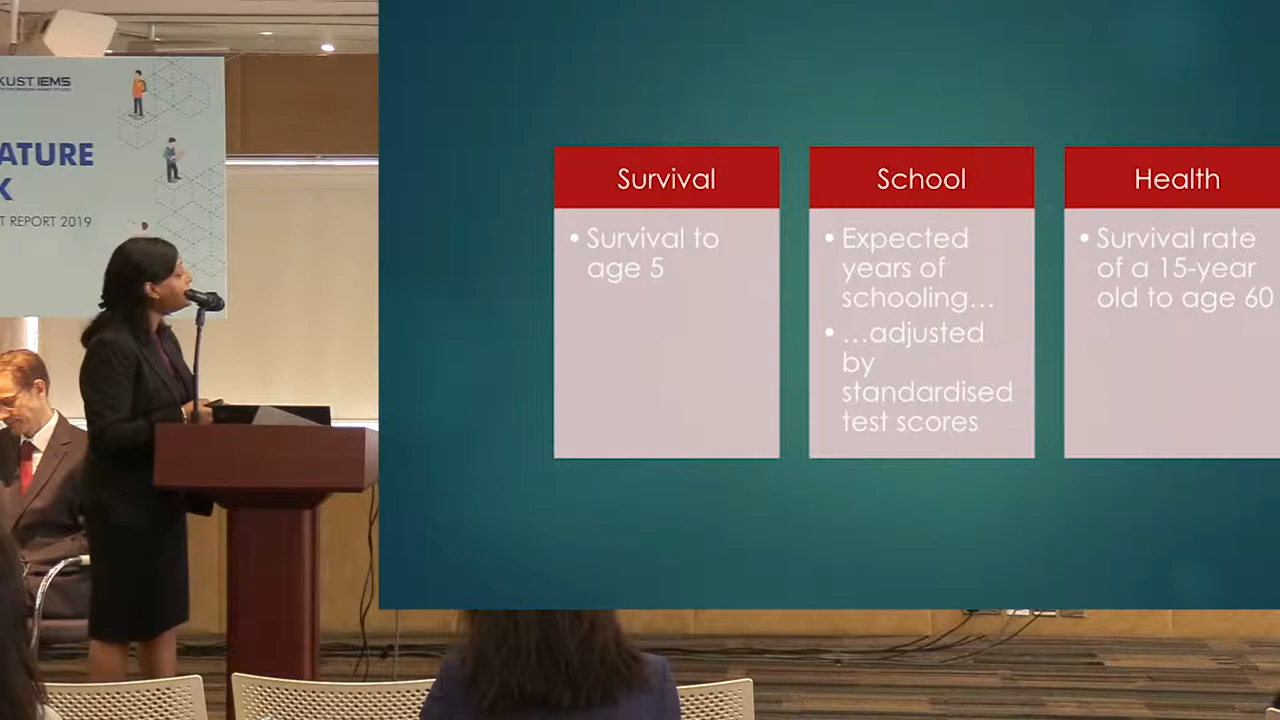 KUST IEMS
ATURE
K
T REPORT 2019
Survival
• Survival to
age 5
School
• Expected
years of
schooling...
• ...adjusted
by
standardised
test scores
Health
• Survival rate
of a 15-year
old to age 60